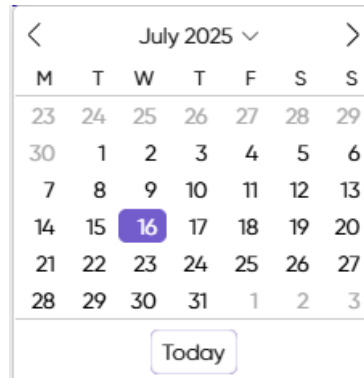 July 2025
M T W T F S S
23 24 25 26 27 28 29
30 1 2 3 4 5 6
7 8 9 10 11 12 13
14 15 16 17 18 19 20
21 22 23 24 25 26 27
28 29 30 31 1 2 3
Today